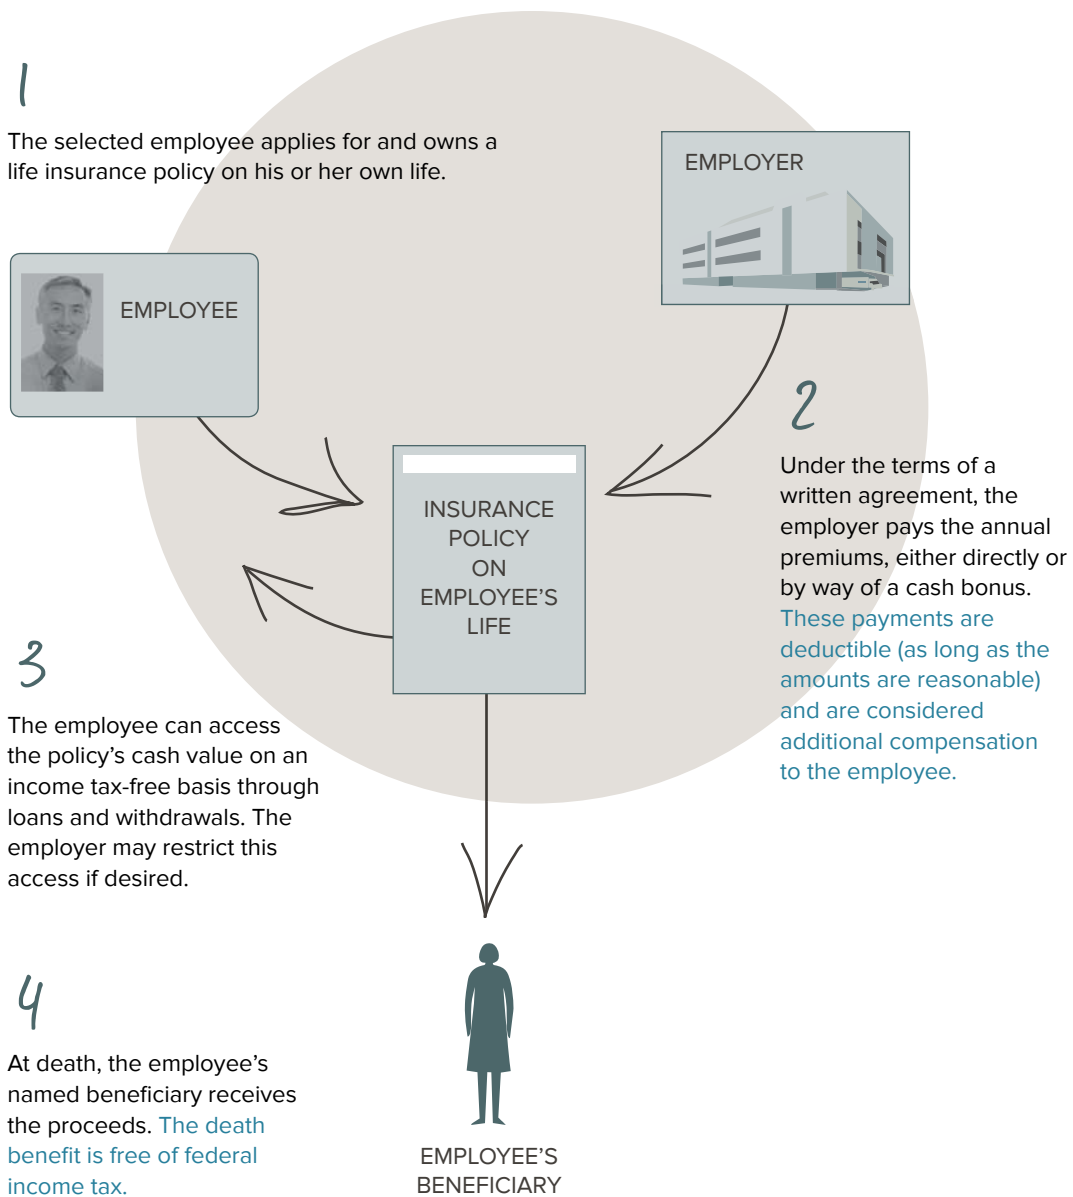 1
The selected employee applies for and owns a
life insurance policy on his or her own life.
EMPLOYER
EMPLOYEE
2
Under the terms of a
written agreement, the
employer pays the annual
premiums, either directly or
by way of a cash bonus.
These payments are
deductible (as long as the
amounts are reasonable)
and are considered
additional compensation
to the employee.
INSURANCE
POLICY
ON
EMPLOYEE’S
LIFE
3
The employee can access
the policy’s cash value on an
income tax-free basis through
loans and withdrawals. The
employer may restrict this
access if desired.
4
At death, the employee’s
named beneficiary receives
the proceeds. The death
benefit is free of federal
income tax.
EMPLOYEE’S
BENEFICIARY